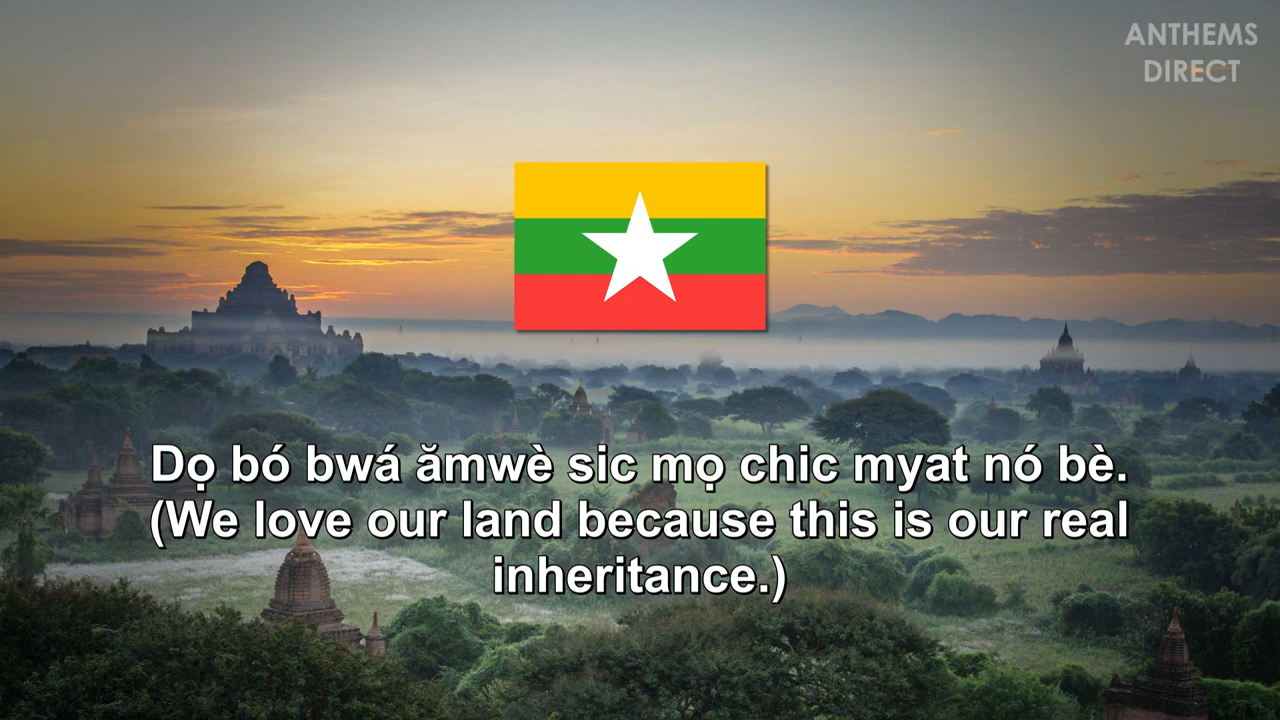 ANTHEMS
DIRECT
Dọ bó bwá ămwè sic mọ chic myat nó bè.
(We love our land because this is our real
inheritance.)